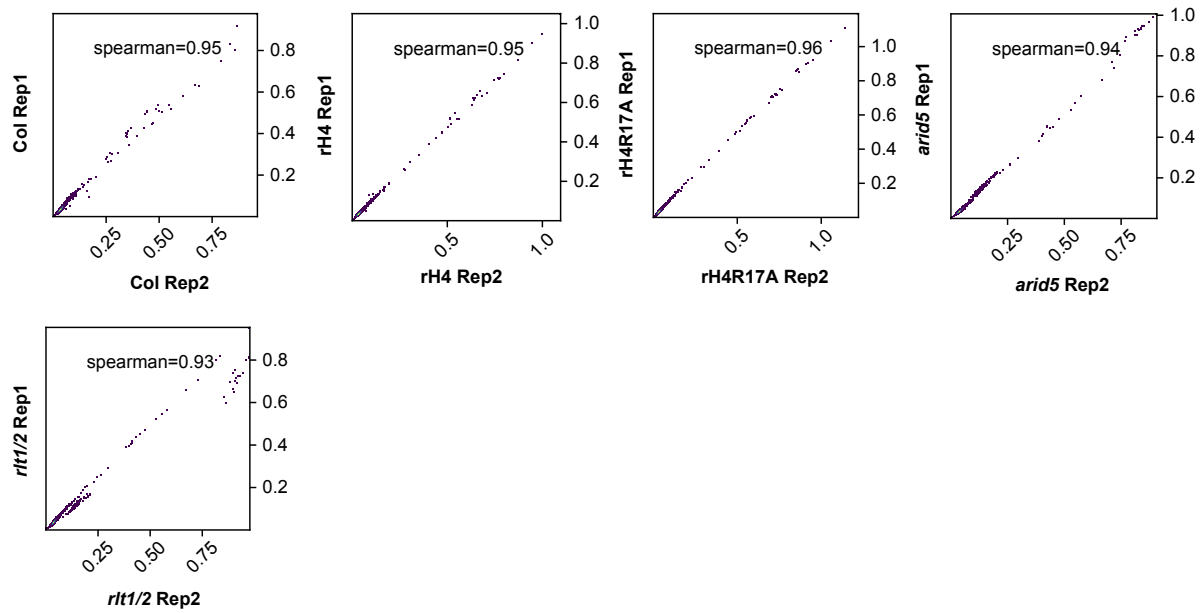 spearman=0.95
Col Rep1
0.8
0.6
0.4
0.2
0.25
0.50
0.75
Col Rep2
spearman=0.95
rH4 Rep1
1.0
0.8
0.6
0.4
0.2
0.5
1.0
rH4 Rep2
spearman=0.96
rH4R17A Rep1
1.0
0.8
0.6
0.4
0.2
0.5
1.0
rH4R17A Rep2
spearman=0.94
arid5 Rep1
1.0
0.8
0.6
0.4
0.2
0.25
0.50
0.75
arid5 Rep2
spearman=0.93
rlt1/2 Rep1
0.8
0.6
0.4
0.2
0.25
0.50
0.75
rlt1/2 Rep2